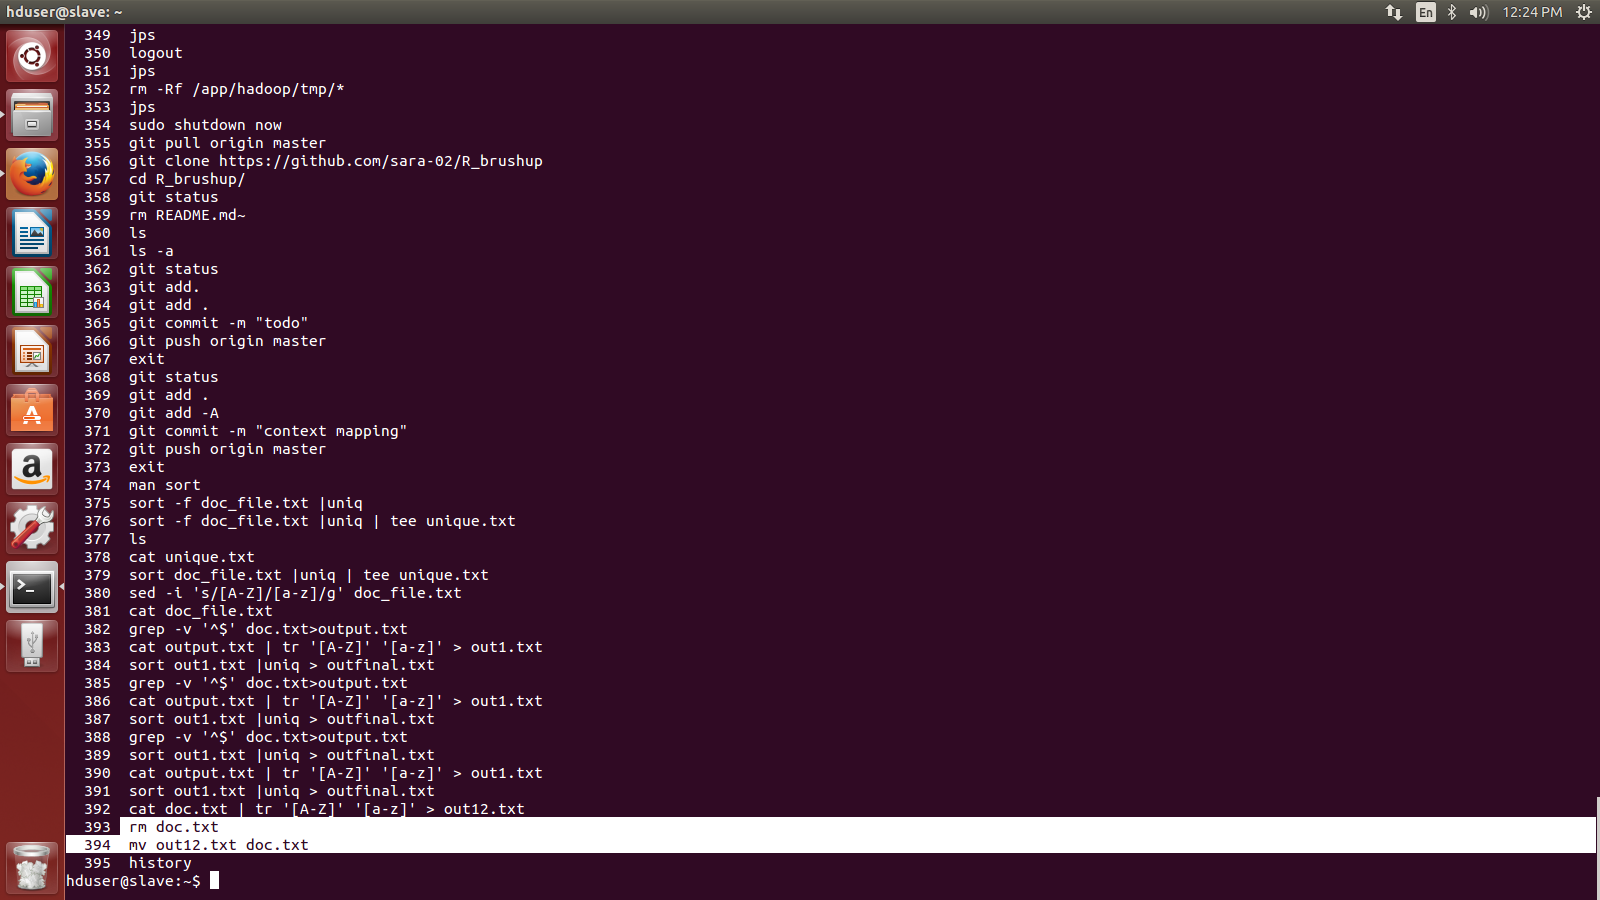 hduser@slave: ~
En
12:24 PM
349 jps
350 logout
351 jps
352 rm -Rf /app/hadoop/tmp/*
353 jps
354 sudo shutdown now
355 git pull origin master
356 git clone https://github.com/sara-02/R_brushup
357 cd R_brushup/
358 git status
359 rm README.md~
360 ls
361 ls -a
362 git status
363 git add.
364 git add .
365 git commit -m "todo"
366 git push origin master
367 exit
368 git status
369 git add .
370 git add -A
371 git commit -m "context mapping"
372 git push origin master
373 exit
374 man sort
375 sort -f doc_file.txt |uniq
376 sort -f doc_file.txt |uniq | tee unique.txt
377 ls
378 cat unique.txt
379 sort doc_file.txt |uniq | tee unique.txt
380 sed -i 's/[A-Z]/[a-z]/g' doc_file.txt
381 cat doc_file.txt
382 grep -v '^$' doc.txt>output.txt
383 cat output.txt | tr '[A-Z]' '[a-z]' > out1.txt
384 sort out1.txt |uniq > outfinal.txt
385 grep -v '^$' doc.txt>output.txt
386 cat output.txt | tr '[A-Z]' '[a-z]' > out1.txt
387 sort out1.txt |uniq > outfinal.txt
388 grep -v '^$' doc.txt>output.txt
389 sort out1.txt |uniq > outfinal.txt
390 cat output.txt | tr '[A-Z]' '[a-z]' > out1.txt
391 sort out1.txt |uniq > outfinal.txt
392 cat doc.txt | tr '[A-Z]' '[a-z]' > out12.txt
393 rm doc.txt
394 mv out12.txt doc.txt
395 history
hduser@slave:~$